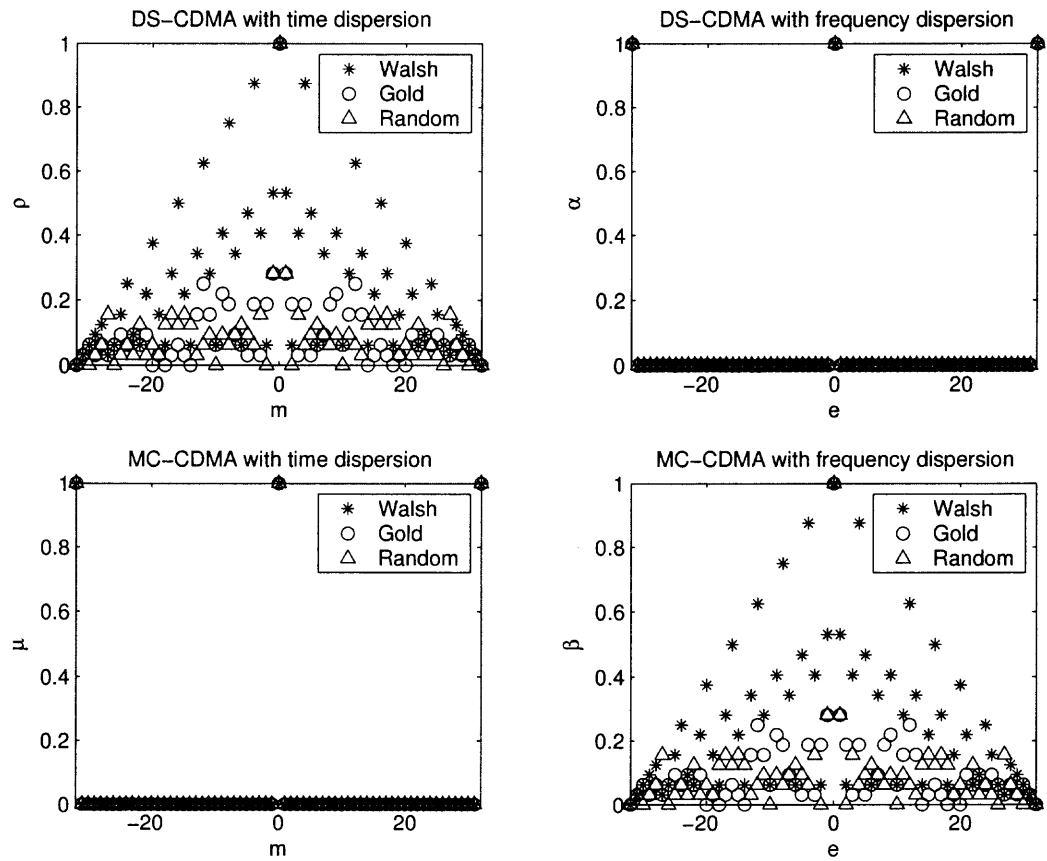 DS-CDMA with time dispersion
1
0.8
0.6
0.4
0.2
0
ρ
Walsh
Gold
Random
-20
0
20
m
DS-CDMA with frequency dispersion
1
0.8
0.6
0.4
0.2
0
α
Walsh
Gold
Random
-20
0
20
e
MC-CDMA with time dispersion
1
0.8
0.6
0.4
0.2
0
μ
Walsh
Gold
Random
-20
0
20
m
MC-CDMA with frequency dispersion
1
0.8
0.6
0.4
0.2
0
β
Walsh
Gold
Random
-20
0
20
e